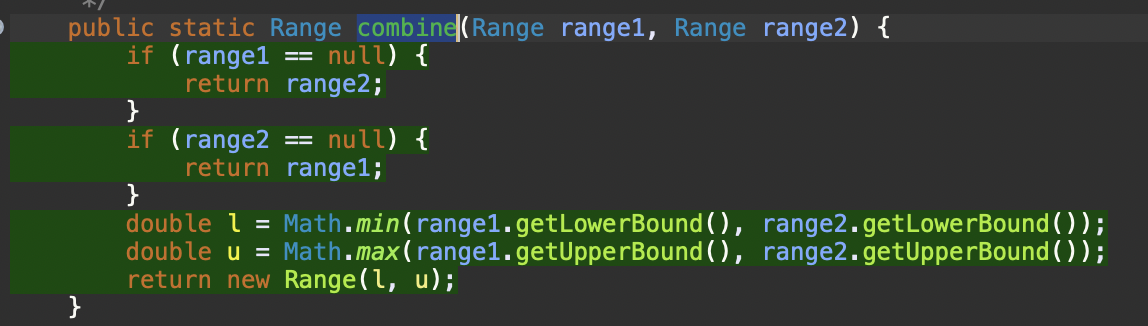 */
public static Range combine(Range range1, Range range2) {
if (range1 == null) {
return range2;
}
if (range2 == null) {
return range1;
}
double l = Math.min(range1.getLowerBound(), range2.getLowerBound());
double u = Math.max(range1.getUpperBound(), range2.getUpperBound());
return new Range(l, u);
}